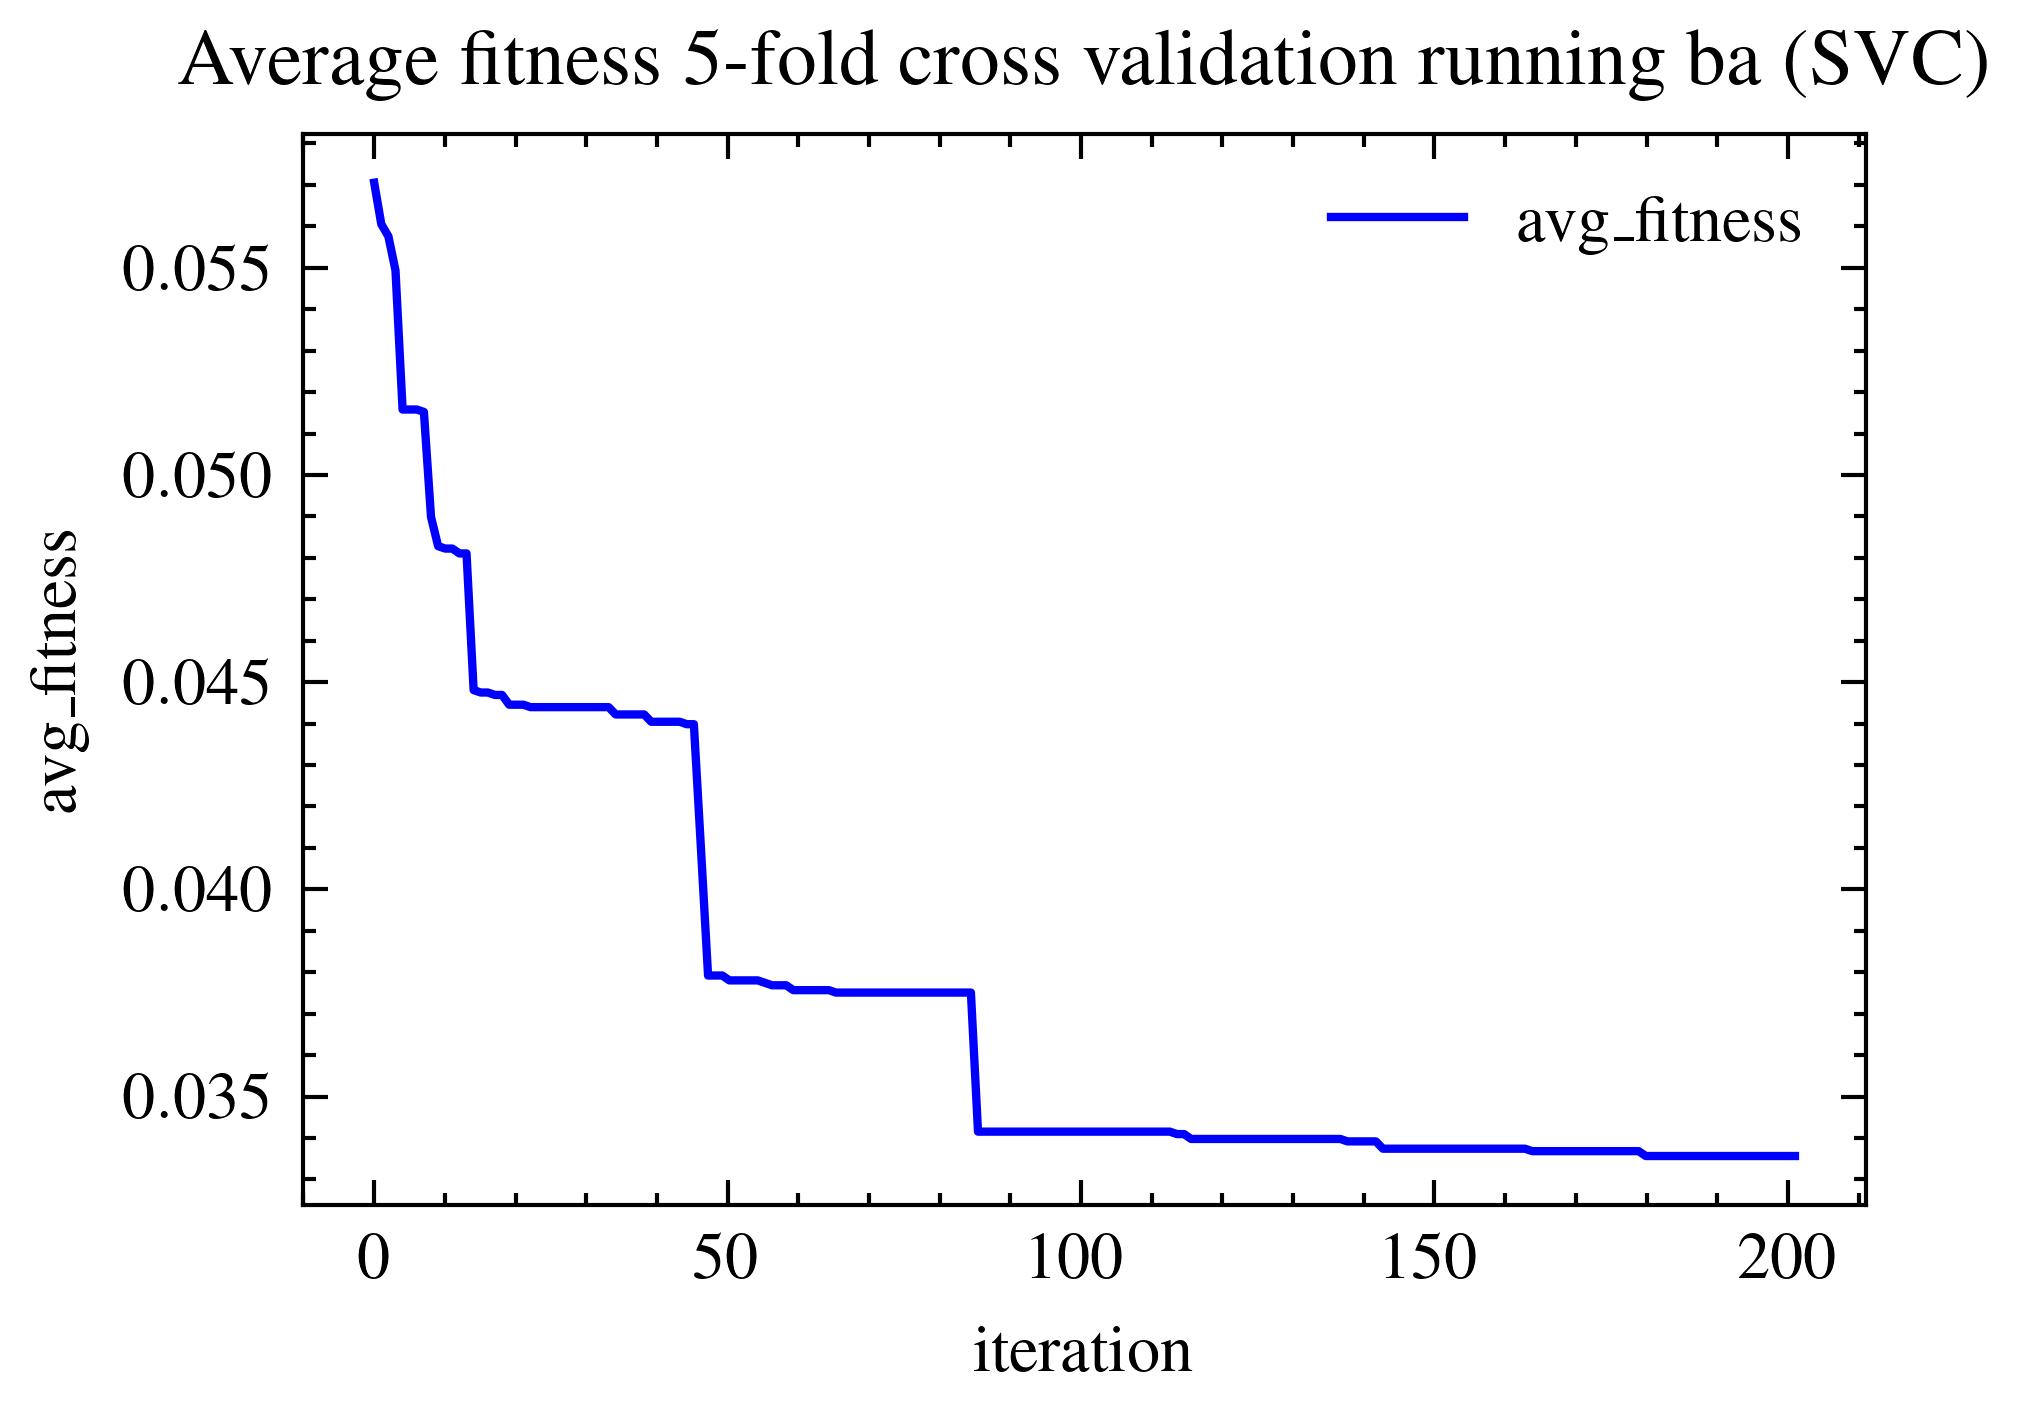 Average fitness 5-fold cross validation running ba (SVC)
avg_fitness
0.055
0.050
0.045
0.040
0.035
avg_fitness
0 50 100 150 200
iteration